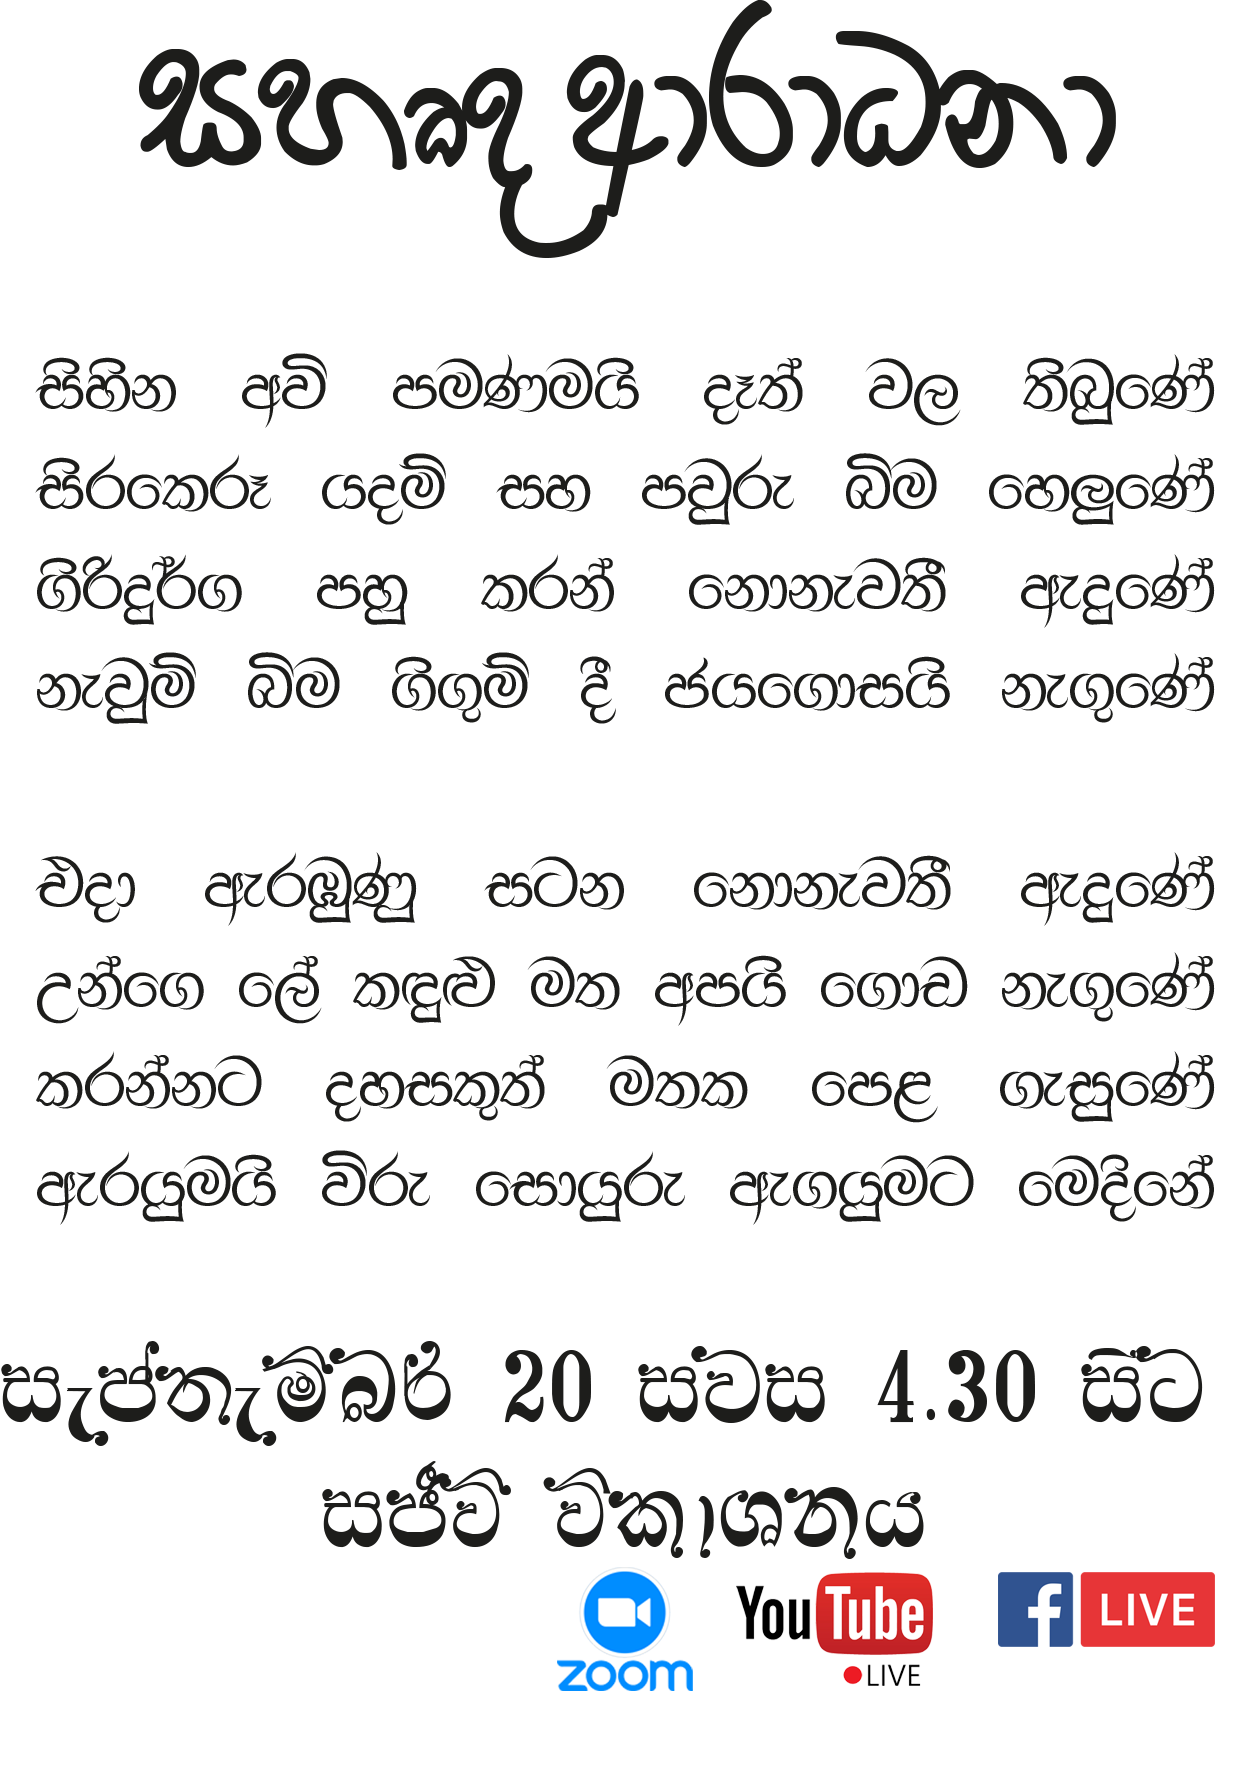 සහෘද ආරාධනා
සිහින අවි පමණමයි දෑත් වල තිබුණේ
සිරකෙරූ යදම් සහ පවුරු බිම හෙලුණේ
ගිරිදුර්ග පහු කරන් නොනැවතී ඇදුණේ
නැවුම් බිම ගිගුම් දී ජයගොසයි නැගුණේ
එදා ඇරඹුණු සටන නොනැවතී ඇදුණේ
උන්ගෙ ලේ කඳුළු මත අපයි ගොඩ නැගුණේ
කරන්නට දහසකුත් මතක පෙළ ගැසුණේ
ඇරයුමයි විරු සොයුරු ඇගයුමට මෙදිනේ
සැප්තැම්බර් 20 සවස 4.30 සිට
සජීව විකාශනය
zoom YouTube f LIVE
LIVE